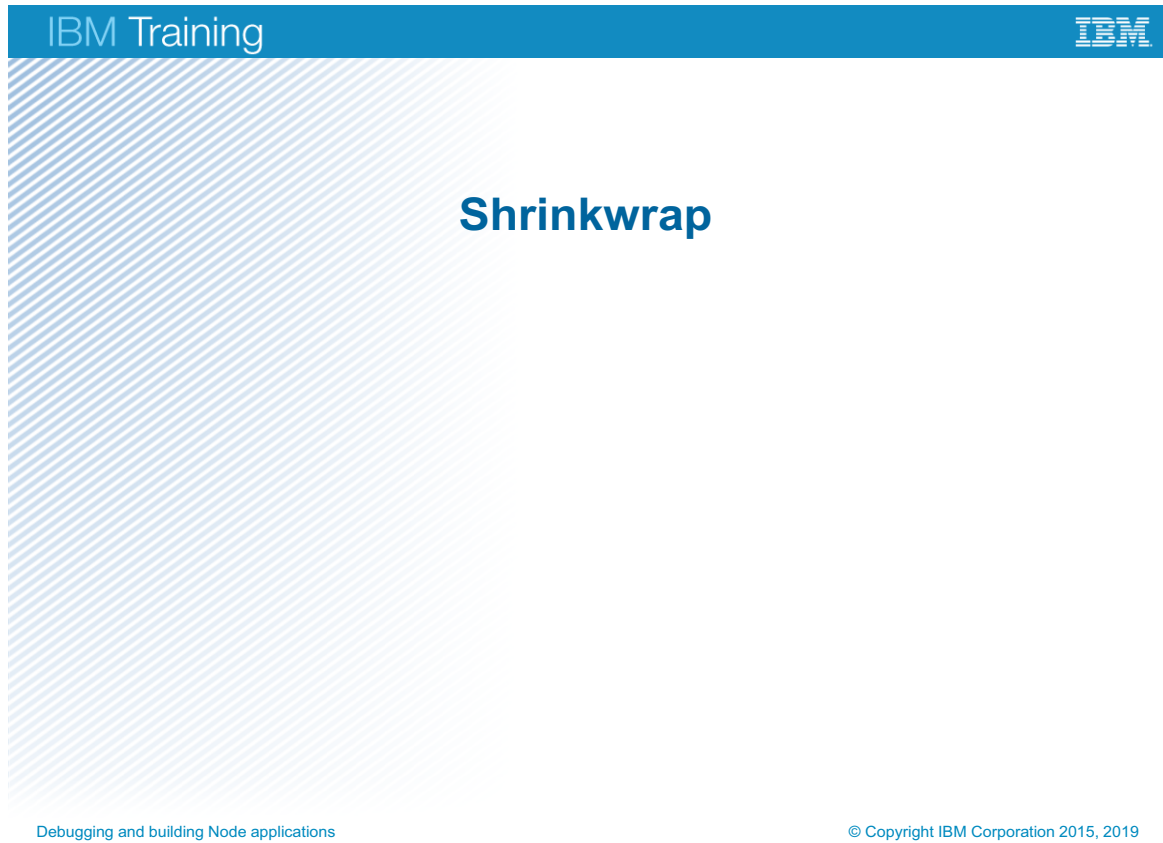 IBM Training
IBM
Shrinkwrap
Debugging and building Node applications
© Copyright IBM Corporation 2015, 2019